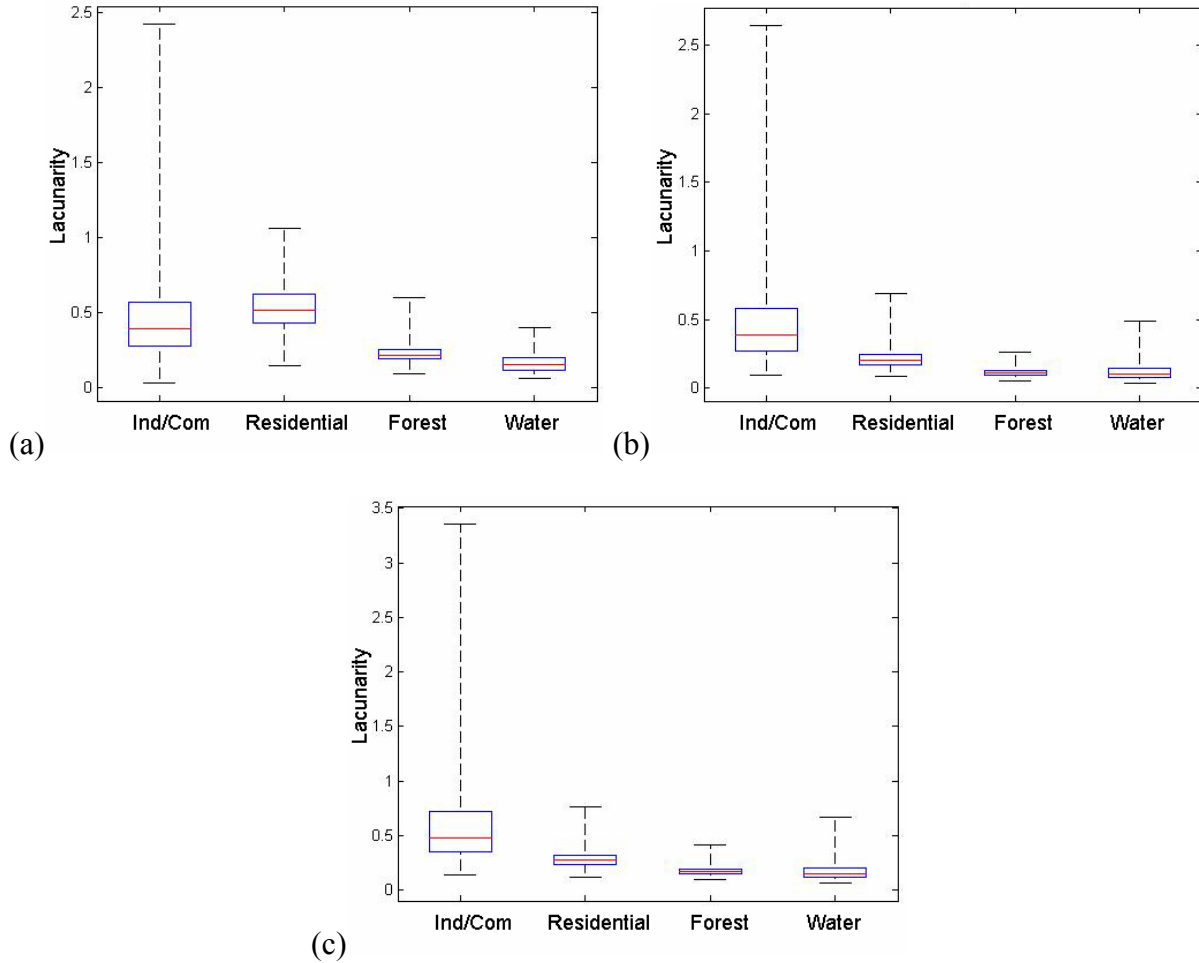 2.5
2
1.5
1
0.5
0
Lacunarity
Ind/Com Residential Forest Water
(a)
2.5
2
1.5
1
0.5
0
Lacunarity
Ind/Com Residential Forest Water
(b)
3.5
3
2.5
2
1.5
1
0.5
0
Lacunarity
Ind/Com Residential Forest Water
(c)